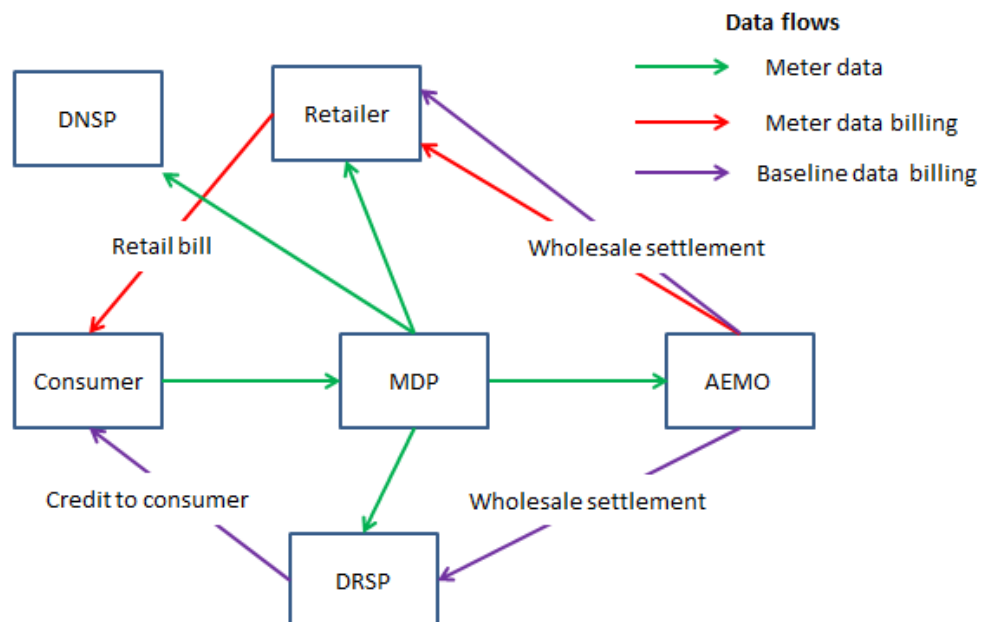 Data flows
Meter data
Meter data billing
Baseline data billing
DNSP
Retailer
Retail bill
Wholesale settlement
Consumer
MDP
AEMO
Credit to consumer
Wholesale settlement
DRSP